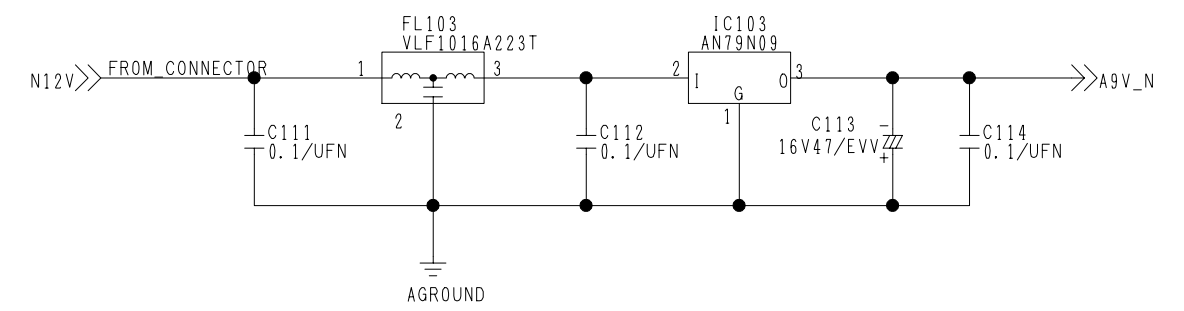 FL103
VLF1016A223T
IC103
AN79N09
N12V
FROM_CONNECTOR
1
3
2
2
I
O
3
G
1
A9V_N
C111
0.1/UFN
C112
0.1/UFN
C113
16V47/EVV
-
+
C114
0.1/UFN
AGROUND